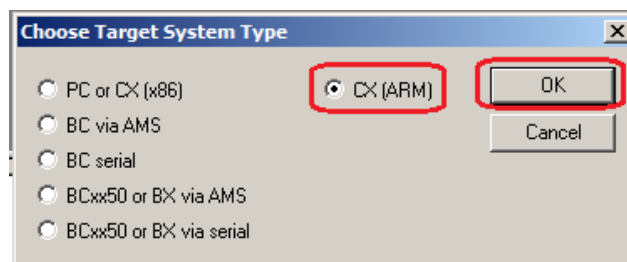 Choose Target System Type
PC or CX (x86)
CX (ARM)
OK
BC via AMS
Cancel
BC serial
BCxx50 or BX via AMS
BCxx50 or BX via serial